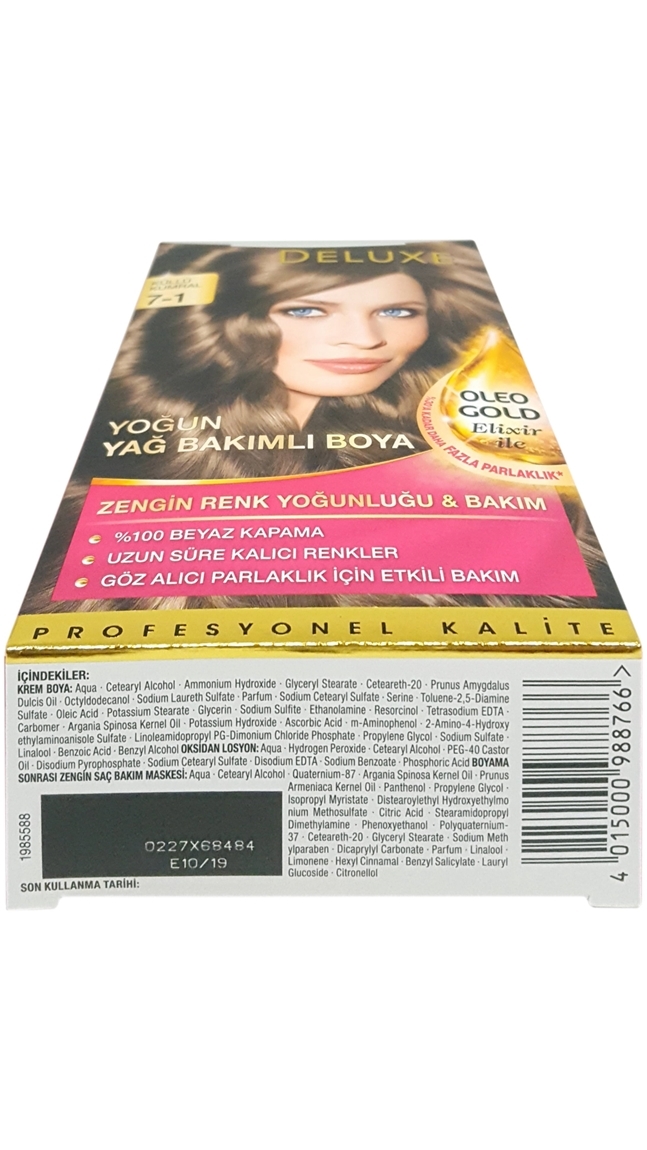 DELUXE
KÜLLÜ
KUMRAL
7-1
OLEO
GOLD
Elixir
ile
%30'A KADAR DAHA FAZLA PARLAKLIK*
YOĞUN
YAĞ BAKIMLI BOYA
ZENGİN RENK YOĞUNLUĞU & BAKIM
%100 BEYAZ KAPAMA
UZUN SÜRE KALICI RENKLER
GÖZ ALICI PARLAKLIK İÇİN ETKİLİ BAKIM
PROFESYONEL KALİTE
İÇİNDEKİLER:
KREM BOYA: Aqua · Cetearyl Alcohol · Ammonium Hydroxide · Glyceryl Stearate · Ceteareth-20 · Prunus Amygdalus
Dulcis Oil · Octyldodecanol · Sodium Laureth Sulfate · Parfum · Sodium Cetearyl Sulfate · Serine · Toluene-2,5-Diamine
Sulfate · Oleic Acid · Potassium Stearate · Glycerin · Sodium Sulfite · Ethanolamine · Resorcinol · Tetrasodium EDTA ·
Carbomer · Argania Spinosa Kernel Oil · Potassium Hydroxide · Ascorbic Acid · m-Aminophenol · 2-Amino-4-Hydroxy
ethylaminoanisole Sulfate · Linoleamidopropyl PG-Dimonium Chloride Phosphate · Propylene Glycol · Sodium Sulfate ·
Linalool · Benzoic Acid · Benzyl Alcohol OKSİDAN LOSYON: Aqua · Hydrogen Peroxide · Cetearyl Alcohol · PEG-40 Castor
Oil · Disodium Pyrophosphate · Sodium Cetearyl Sulfate · Disodium EDTA · Sodium Benzoate · Phosphoric Acid BOYAMA
SONRASI ZENGİN SAÇ BAKIM MASKESİ: Aqua · Cetearyl Alcohol · Quaternium-87 · Argania Spinosa Kernel Oil · Prunus
Armeniaca Kernel Oil · Panthenol · Propylene Glycol ·
Isopropyl Myristate · Distearoylethyl Hydroxyethylmo
nium Methosulfate · Citric Acid · Stearamidopropyl
Dimethylamine · Phenoxyethanol · Polyquaternium-
37 · Ceteareth-20 · Glyceryl Stearate · Sodium Meth
ylparaben · Dicaprylyl Carbonate · Parfum · Linalool ·
Limonene · Hexyl Cinnamal · Benzyl Salicylate · Lauryl
Glucoside · Citronellol
1985588
0227X68484
E10/19
SON KULLANMA TARİHİ:
4 015000 988766 >